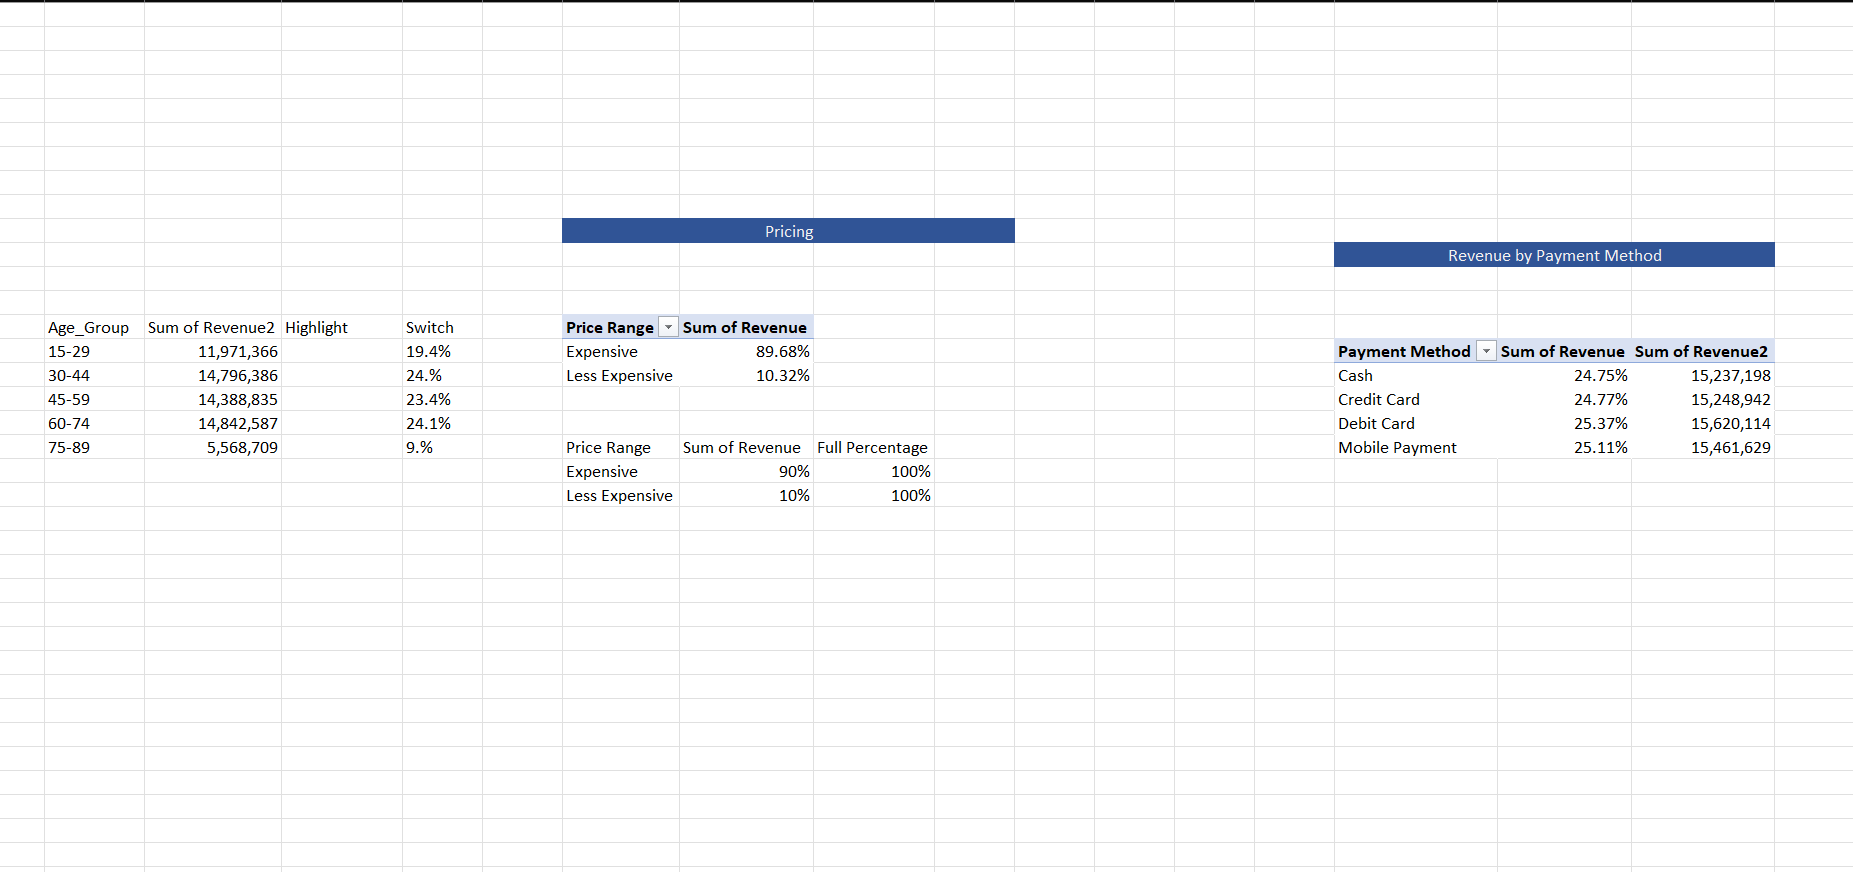 Pricing
Revenue by Payment Method
Age_Group Sum of Revenue2 Highlight Switch
15-29 11,971,366 19.4%
30-44 14,796,386 24.%
45-59 14,388,835 23.4%
60-74 14,842,587 24.1%
75-89 5,568,709 9.%
Price Range Sum of Revenue
Expensive 89.68%
Less Expensive 10.32%
Price Range Sum of Revenue Full Percentage
Expensive 90% 100%
Less Expensive 10% 100%
Payment Method Sum of Revenue Sum of Revenue2
Cash 24.75% 15,237,198
Credit Card 24.77% 15,248,942
Debit Card 25.37% 15,620,114
Mobile Payment 25.11% 15,461,629